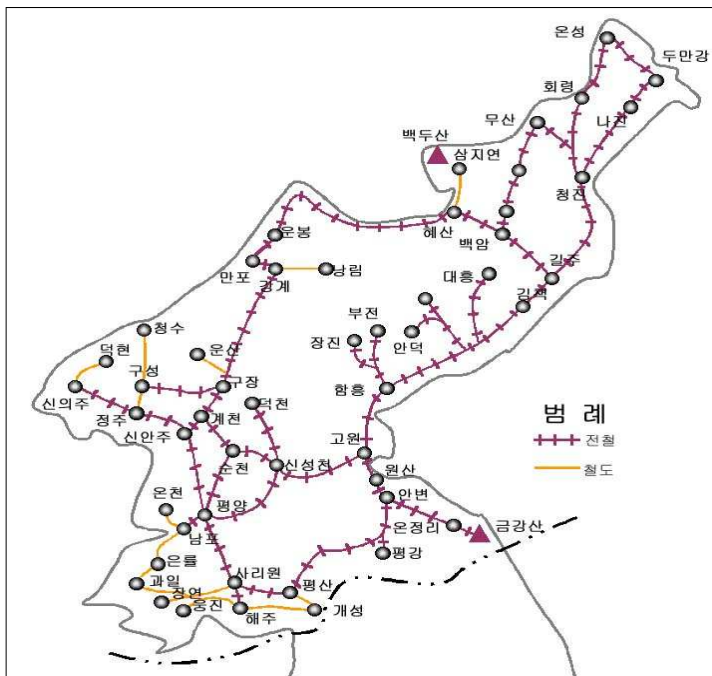 온성
두만강
회령
나진
무산
백두산
삼지연
청진
혜산
백암
길주
운봉
만포
강계
낭림
대흥
김책
부전
장진
안덕
청수
덕현
운산
구성
구장
신의주
정주
덕천
개천
함흥
신안주
범 례
전철
철도
고원
순천
신성천
원산
안변
온천
평양
남포
온정리
금강산
평강
은률
사리원
과일
평산
장연
웅진
해주
개성